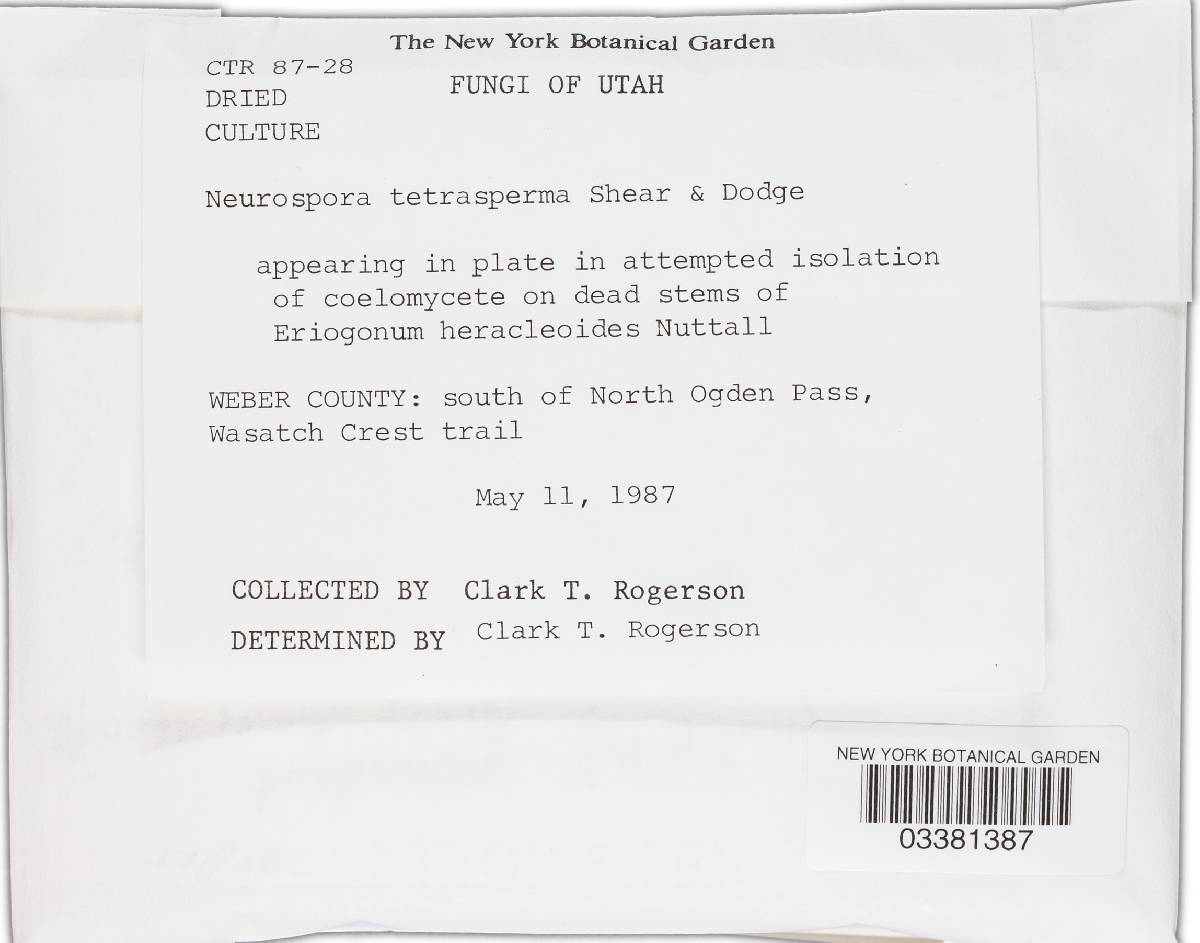 The New York Botanical Garden
CTR 87-28
FUNGI OF UTAH
DRIED
CULTURE
Neurospora tetrasperma Shear & Dodge
appearing in plate in attempted isolation
of coelomycete on dead stems of
Eriogonum heracleoides Nuttall
WEBER COUNTY: south of North Ogden Pass,
Wasatch Crest trail
May 11, 1987
COLLECTED BY Clark T. Rogerson
DETERMINED BY Clark T. Rogerson
NEW YORK BOTANICAL GARDEN
03381387